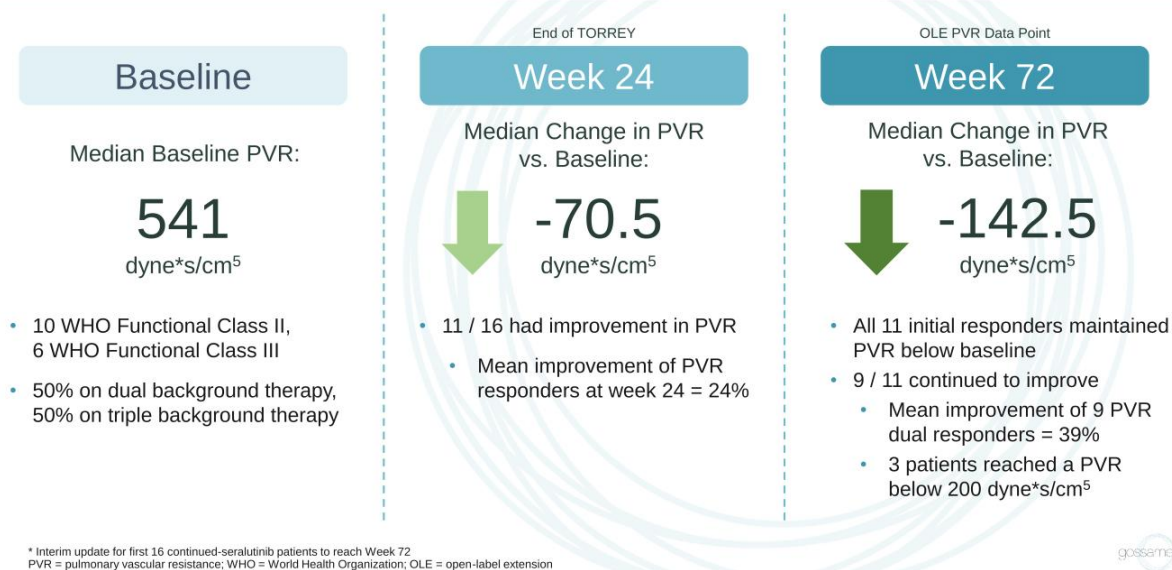 Baseline
Median Baseline PVR:
541
dyne*s/cm⁵
• 10 WHO Functional Class II,
6 WHO Functional Class III
• 50% on dual background therapy,
50% on triple background therapy
End of TORREY
Week 24
Median Change in PVR
vs. Baseline:
-70.5
dyne*s/cm⁵
• 11 / 16 had improvement in PVR
• Mean improvement of PVR
responders at week 24 = 24%
OLE PVR Data Point
Week 72
Median Change in PVR
vs. Baseline:
-142.5
dyne*s/cm⁵
• All 11 initial responders maintained
PVR below baseline
• 9 / 11 continued to improve
• Mean improvement of 9 PVR
dual responders = 39%
• 3 patients reached a PVR
below 200 dyne*s/cm⁵
* Interim update for first 16 continued-seralutinib patients to reach Week 72
PVR = pulmonary vascular resistance; WHO = World Health Organization; OLE = open-label extension